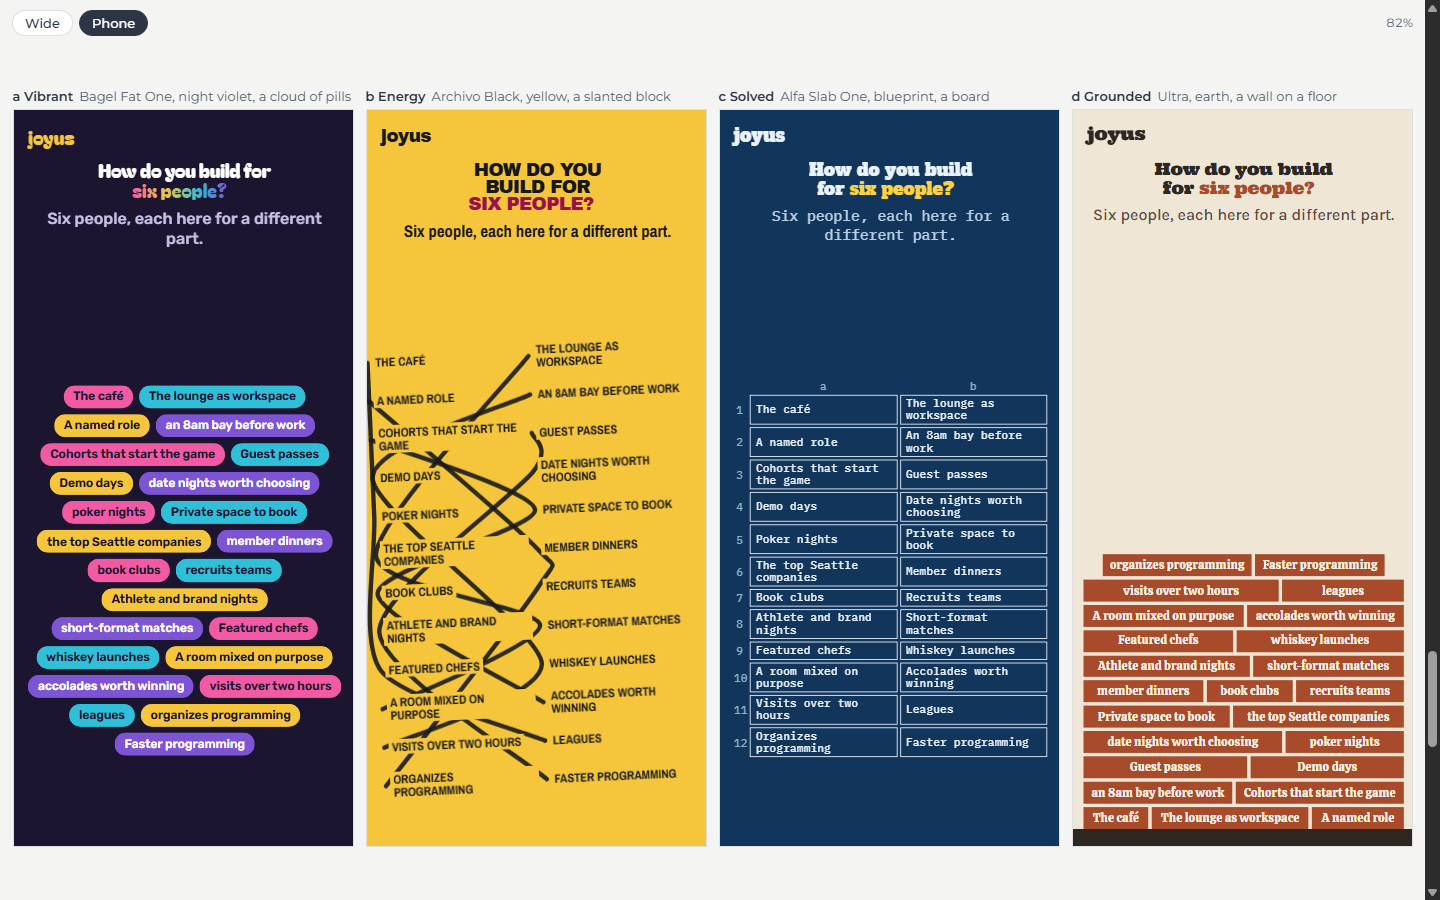 Wide
Phone
82%
a Vibrant Bagel Fat One, night violet, a cloud of pills
joyus
How do you build for
six people?
Six people, each here for a different
part.
The café
The lounge as workspace
A named role
an 8am bay before work
Cohorts that start the game
Guest passes
Demo days
date nights worth choosing
poker nights
Private space to book
the top Seattle companies
member dinners
book clubs
recruits teams
Athlete and brand nights
short-format matches
Featured chefs
whiskey launches
A room mixed on purpose
accolades worth winning
visits over two hours
leagues
organizes programming
Faster programming
b Energy Archivo Black, yellow, a slanted block
Joyus
HOW DO YOU
BUILD FOR
SIX PEOPLE?
Six people, each here for a different part.
THE CAFÉ
THE LOUNGE AS
WORKSPACE
A NAMED ROLE
AN 8AM BAY BEFORE WORK
COHORTS THAT START THE
GAME
GUEST PASSES
DEMO DAYS
DATE NIGHTS WORTH
CHOOSING
POKER NIGHTS
PRIVATE SPACE TO BOOK
THE TOP SEATTLE
COMPANIES
MEMBER DINNERS
BOOK CLUBS
RECRUITS TEAMS
ATHLETE AND BRAND
NIGHTS
SHORT-FORMAT MATCHES
FEATURED CHEFS
WHISKEY LAUNCHES
A ROOM MIXED ON
PURPOSE
ACCOLADES WORTH
WINNING
VISITS OVER TWO HOURS
LEAGUES
ORGANIZES
PROGRAMMING
FASTER PROGRAMMING
c Solved Alfa Slab One, blueprint, a board
joyus
How do you build
for six people?
Six people, each here for a
different part.
a
b
1
The café
The lounge as
workspace
2
A named role
An 8am bay before
work
3
Cohorts that start
the game
Guest passes
4
Demo days
Date nights worth
choosing
5
Poker nights
Private space to
book
6
The top Seattle
companies
Member dinners
7
Book clubs
Recruits teams
8
Athlete and brand
nights
Short-format
matches
9
Featured chefs
Whiskey launches
10
A room mixed on
purpose
Accolades worth
winning
11
Visits over two
hours
Leagues
12
Organizes
programming
Faster programming
d Grounded Ultra, earth, a wall on a floor
joyus
How do you build
for six people?
Six people, each here for a different part.
organizes programming
Faster programming
visits over two hours
leagues
A room mixed on purpose
accolades worth winning
Featured chefs
whiskey launches
Athlete and brand nights
short-format matches
member dinners
book clubs
recruits teams
Private space to book
the top Seattle companies
date nights worth choosing
poker nights
Guest passes
Demo days
an 8am bay before work
Cohorts that start the game
The café
The lounge as workspace
A named role